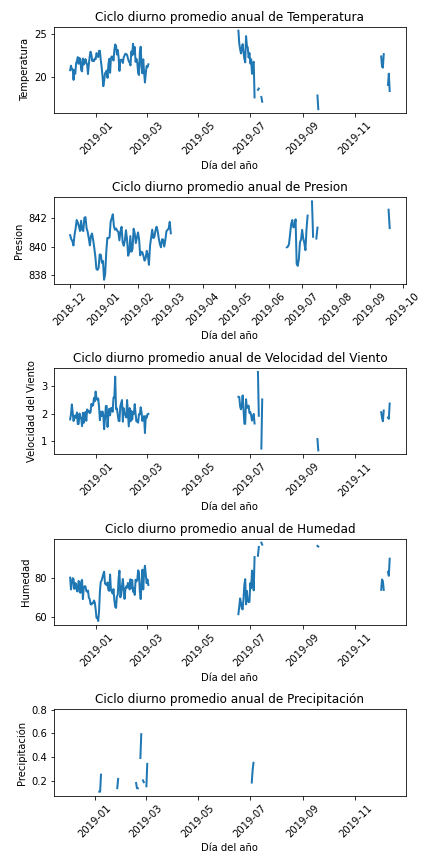 Ciclo diurno promedio anual de Temperatura
25
20
Temperatura
2019-01 2019-03 2019-05 2019-07 2019-09 2019-11
Día del año
Ciclo diurno promedio anual de Presion
842
840
838
Presion
2018-12 2019-01 2019-02 2019-03 2019-04 2019-05 2019-06 2019-07 2019-08 2019-09 2019-10
Día del año
Ciclo diurno promedio anual de Velocidad del Viento
3
2
1
Velocidad del Viento
2019-01 2019-03 2019-05 2019-07 2019-09 2019-11
Día del año
Ciclo diurno promedio anual de Humedad
80
60
Humedad
2019-01 2019-03 2019-05 2019-07 2019-09 2019-11
Día del año
Ciclo diurno promedio anual de Precipitación
0.8
0.6
0.4
0.2
Precipitación
2019-01 2019-03 2019-05 2019-07 2019-09 2019-11
Día del año